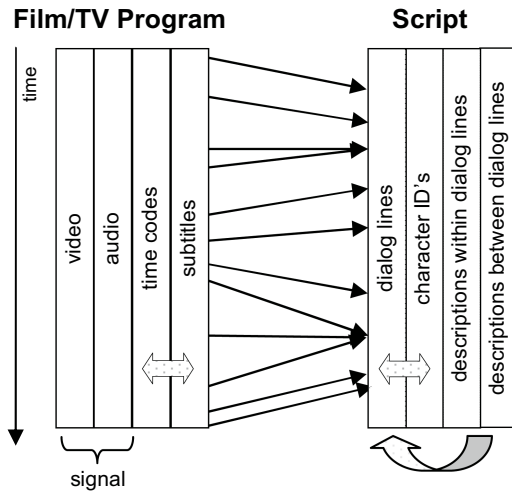 Film/TV Program
Script
time
video
audio
time codes
subtitles
dialog lines
character ID's
descriptions within dialog lines
descriptions between dialog lines
signal